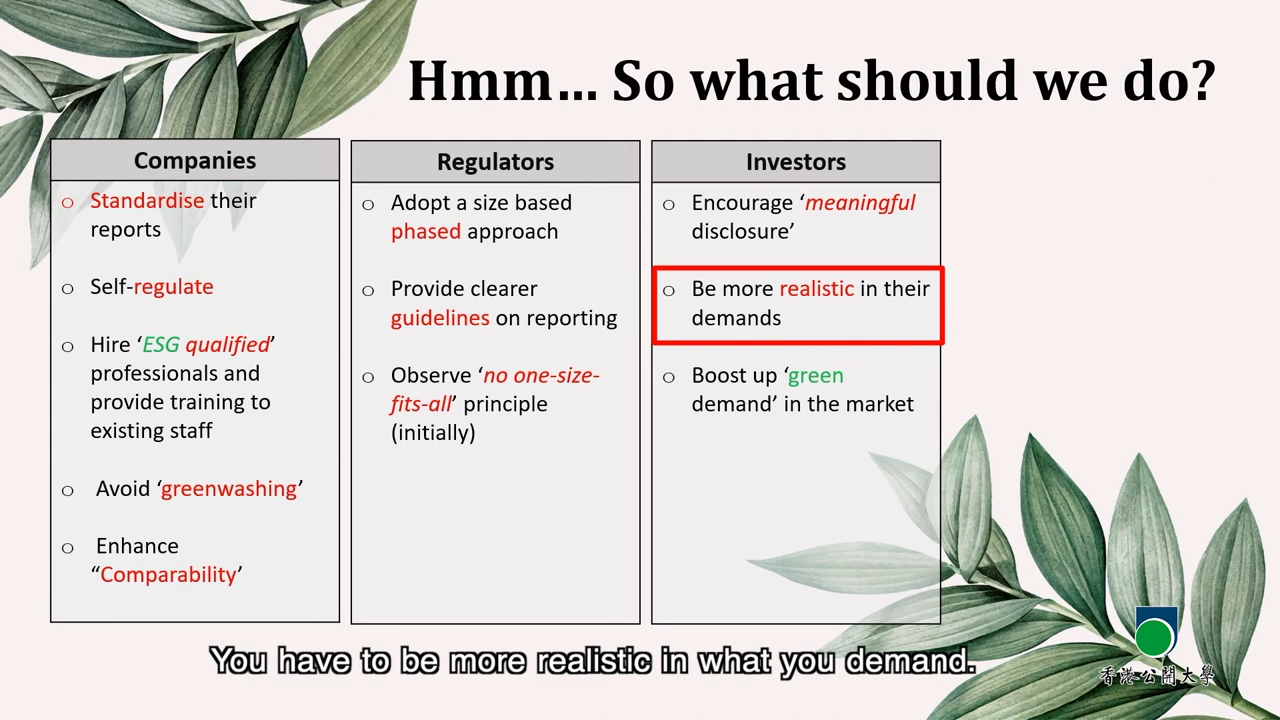 Hmm... So what should we do?
Companies
○ Standardise their
reports
○ Self-regulate
○ Hire ‘ESG qualified’
professionals and
provide training to
existing staff
○ Avoid ‘greenwashing’
○ Enhance
“Comparability’
Regulators
○ Adopt a size based
phased approach
○ Provide clearer
guidelines on reporting
○ Observe ‘no one-size-
fits-all’ principle
(initially)
Investors
○ Encourage ‘meaningful
disclosure’
○ Be more realistic in their
demands
○ Boost up ‘green
demand’ in the market
You have to be more realistic in what you demand.
香港公開大學